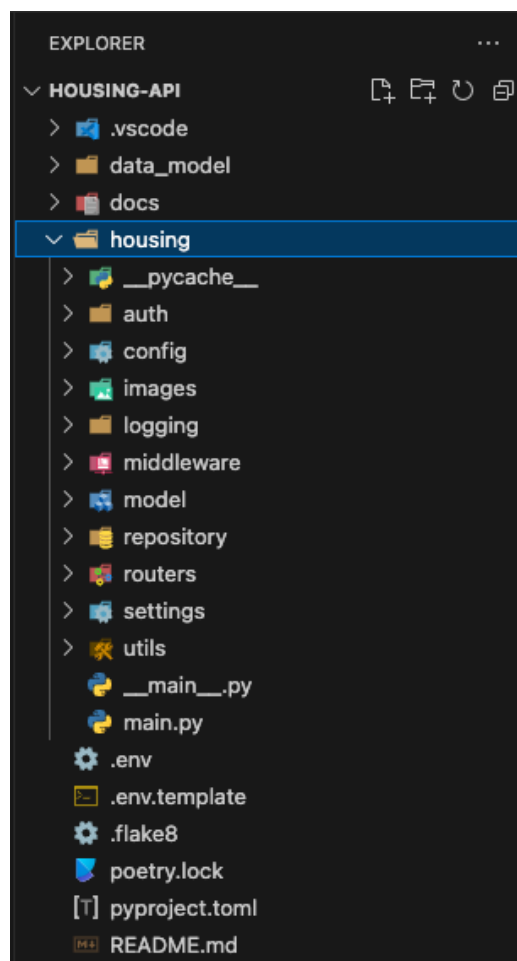 EXPLORER
HOUSING-API
.vscode
data_model
docs
housing
__pycache__
auth
config
images
logging
middleware
model
repository
routers
settings
utils
__main__.py
main.py
.env
.env.template
.flake8
poetry.lock
[T] pyproject.toml
M+ README.md